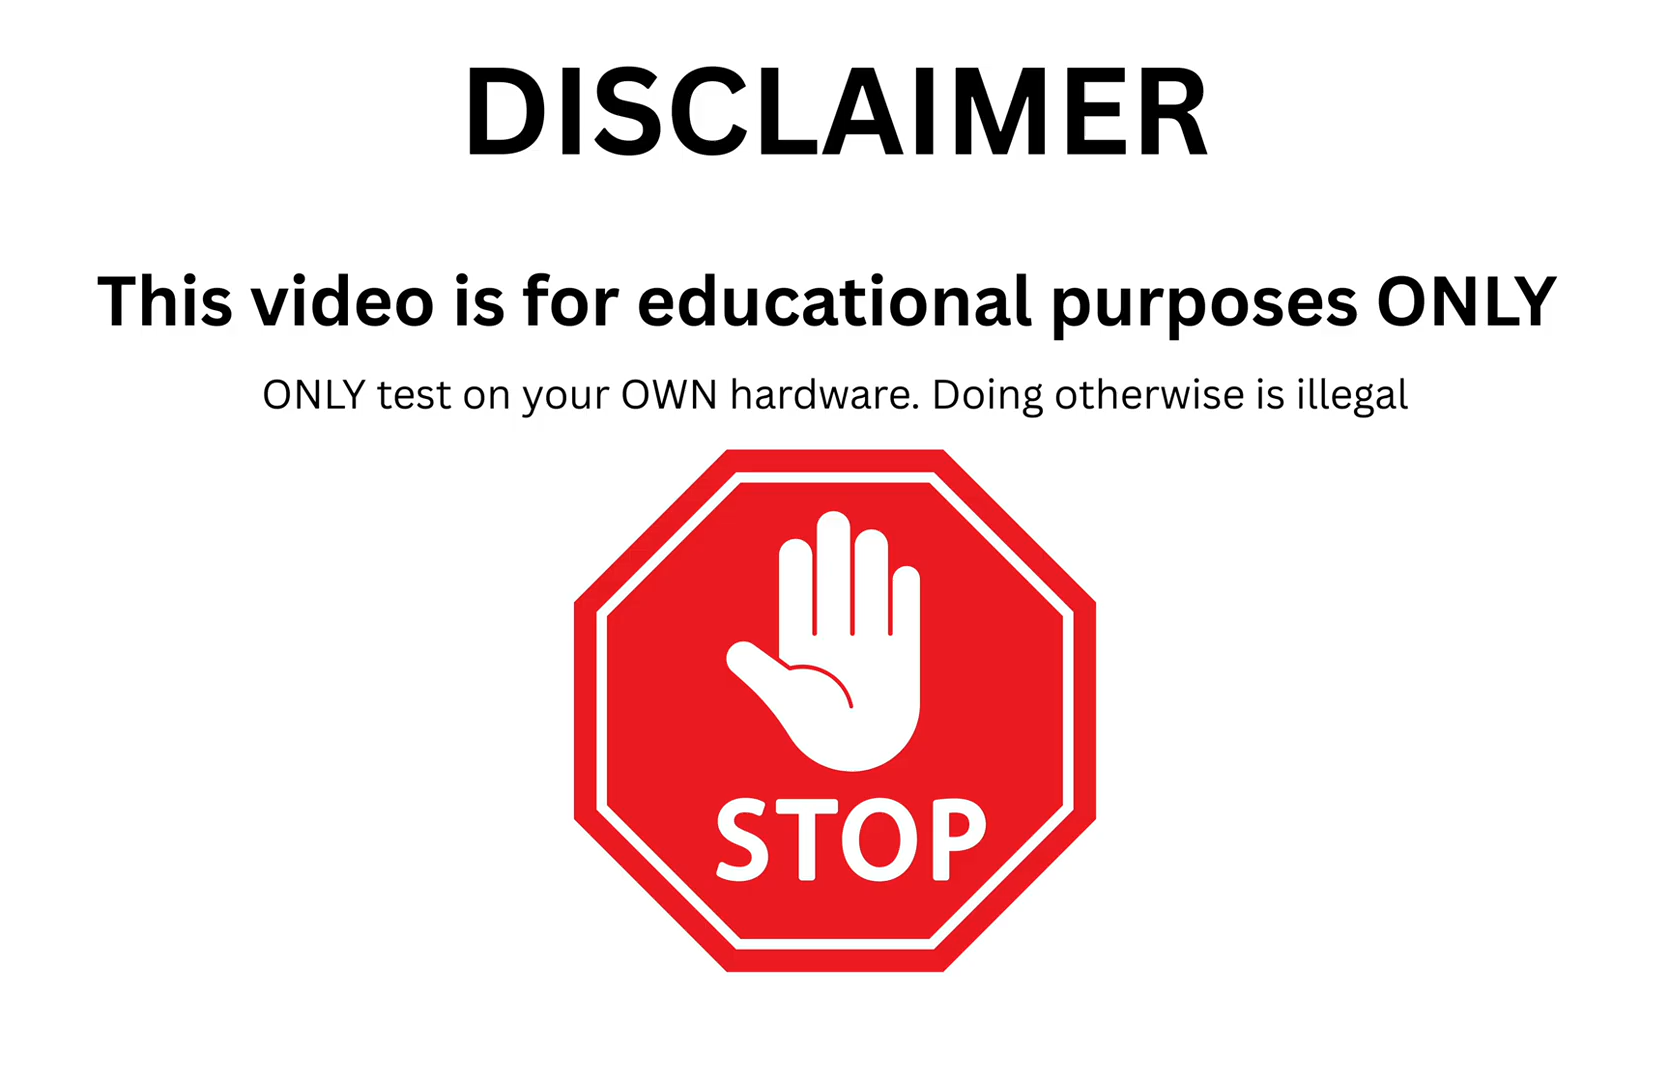 DISCLAIMER
This video is for educational purposes ONLY
ONLY test on your OWN hardware. Doing otherwise is illegal
STOP